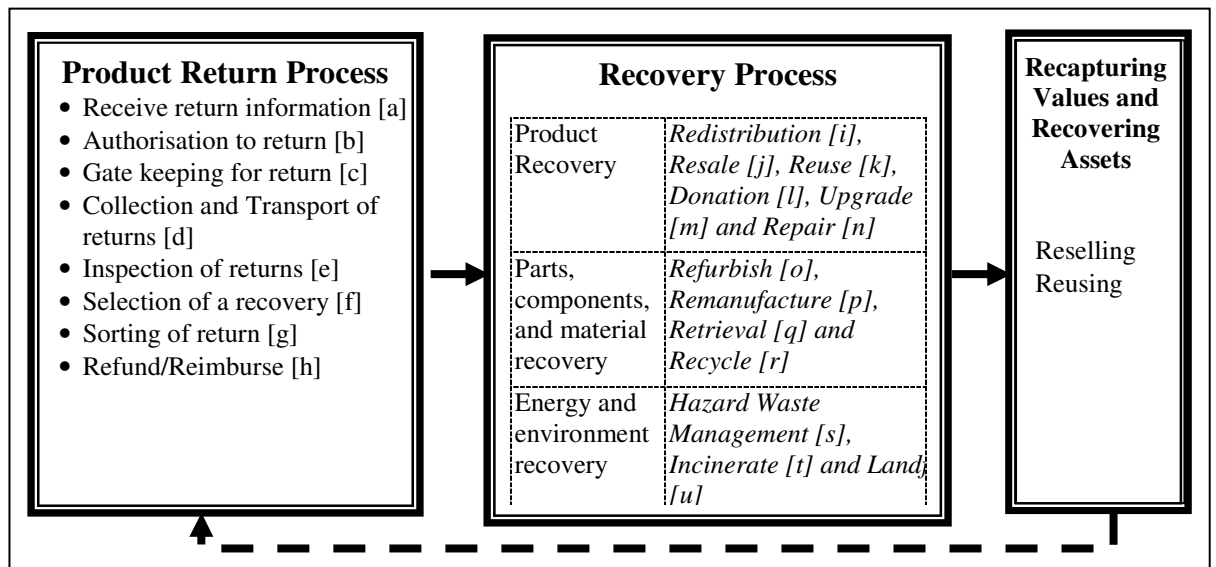 Product Return Process
• Receive return information [a]
• Authorisation to return [b]
• Gate keeping for return [c]
• Collection and Transport of
returns [d]
• Inspection of returns [e]
• Selection of a recovery [f]
• Sorting of return [g]
• Refund/Reimburse [h]
Recovery Process
Product
Recovery
Redistribution [i],
Resale [j], Reuse [k],
Donation [l], Upgrade
[m] and Repair [n]
Parts,
components,
and material
recovery
Refurbish [o],
Remanufacture [p],
Retrieval [q] and
Recycle [r]
Energy and
environment
recovery
Hazard Waste
Management [s],
Incinerate [t] and
[u]
Recapturing
Values and
Recovering
Assets
Reselling
Reusing